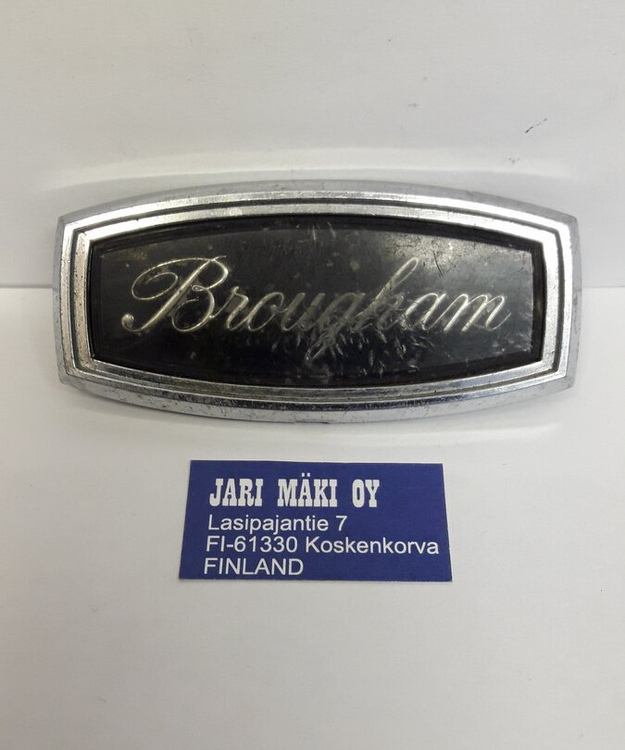 Brougham
JARI MÄKI OY
Lasipajantie 7
FI-61330 Koskenkorva
FINLAND